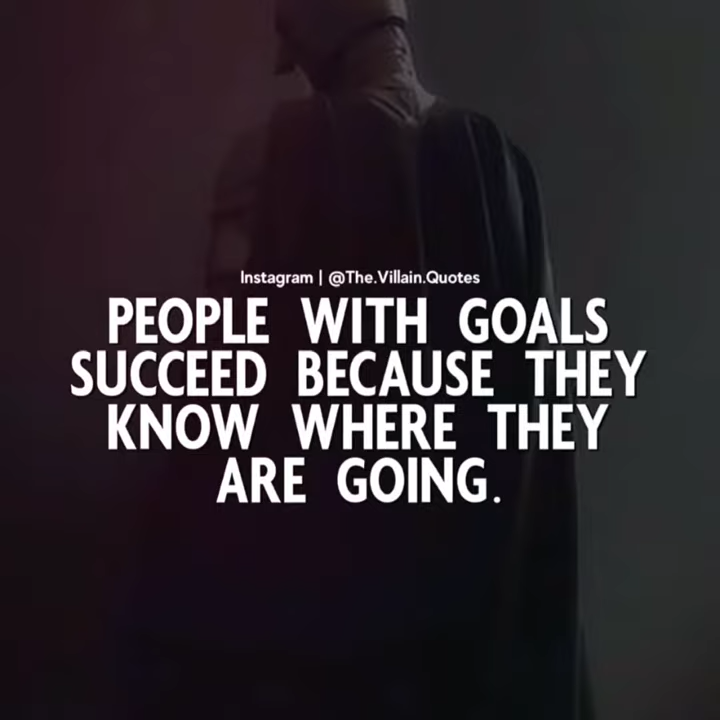 Instagram | @The.Villain.Quotes
PEOPLE WITH GOALS
SUCCEED BECAUSE THEY
KNOW WHERE THEY
ARE GOING.